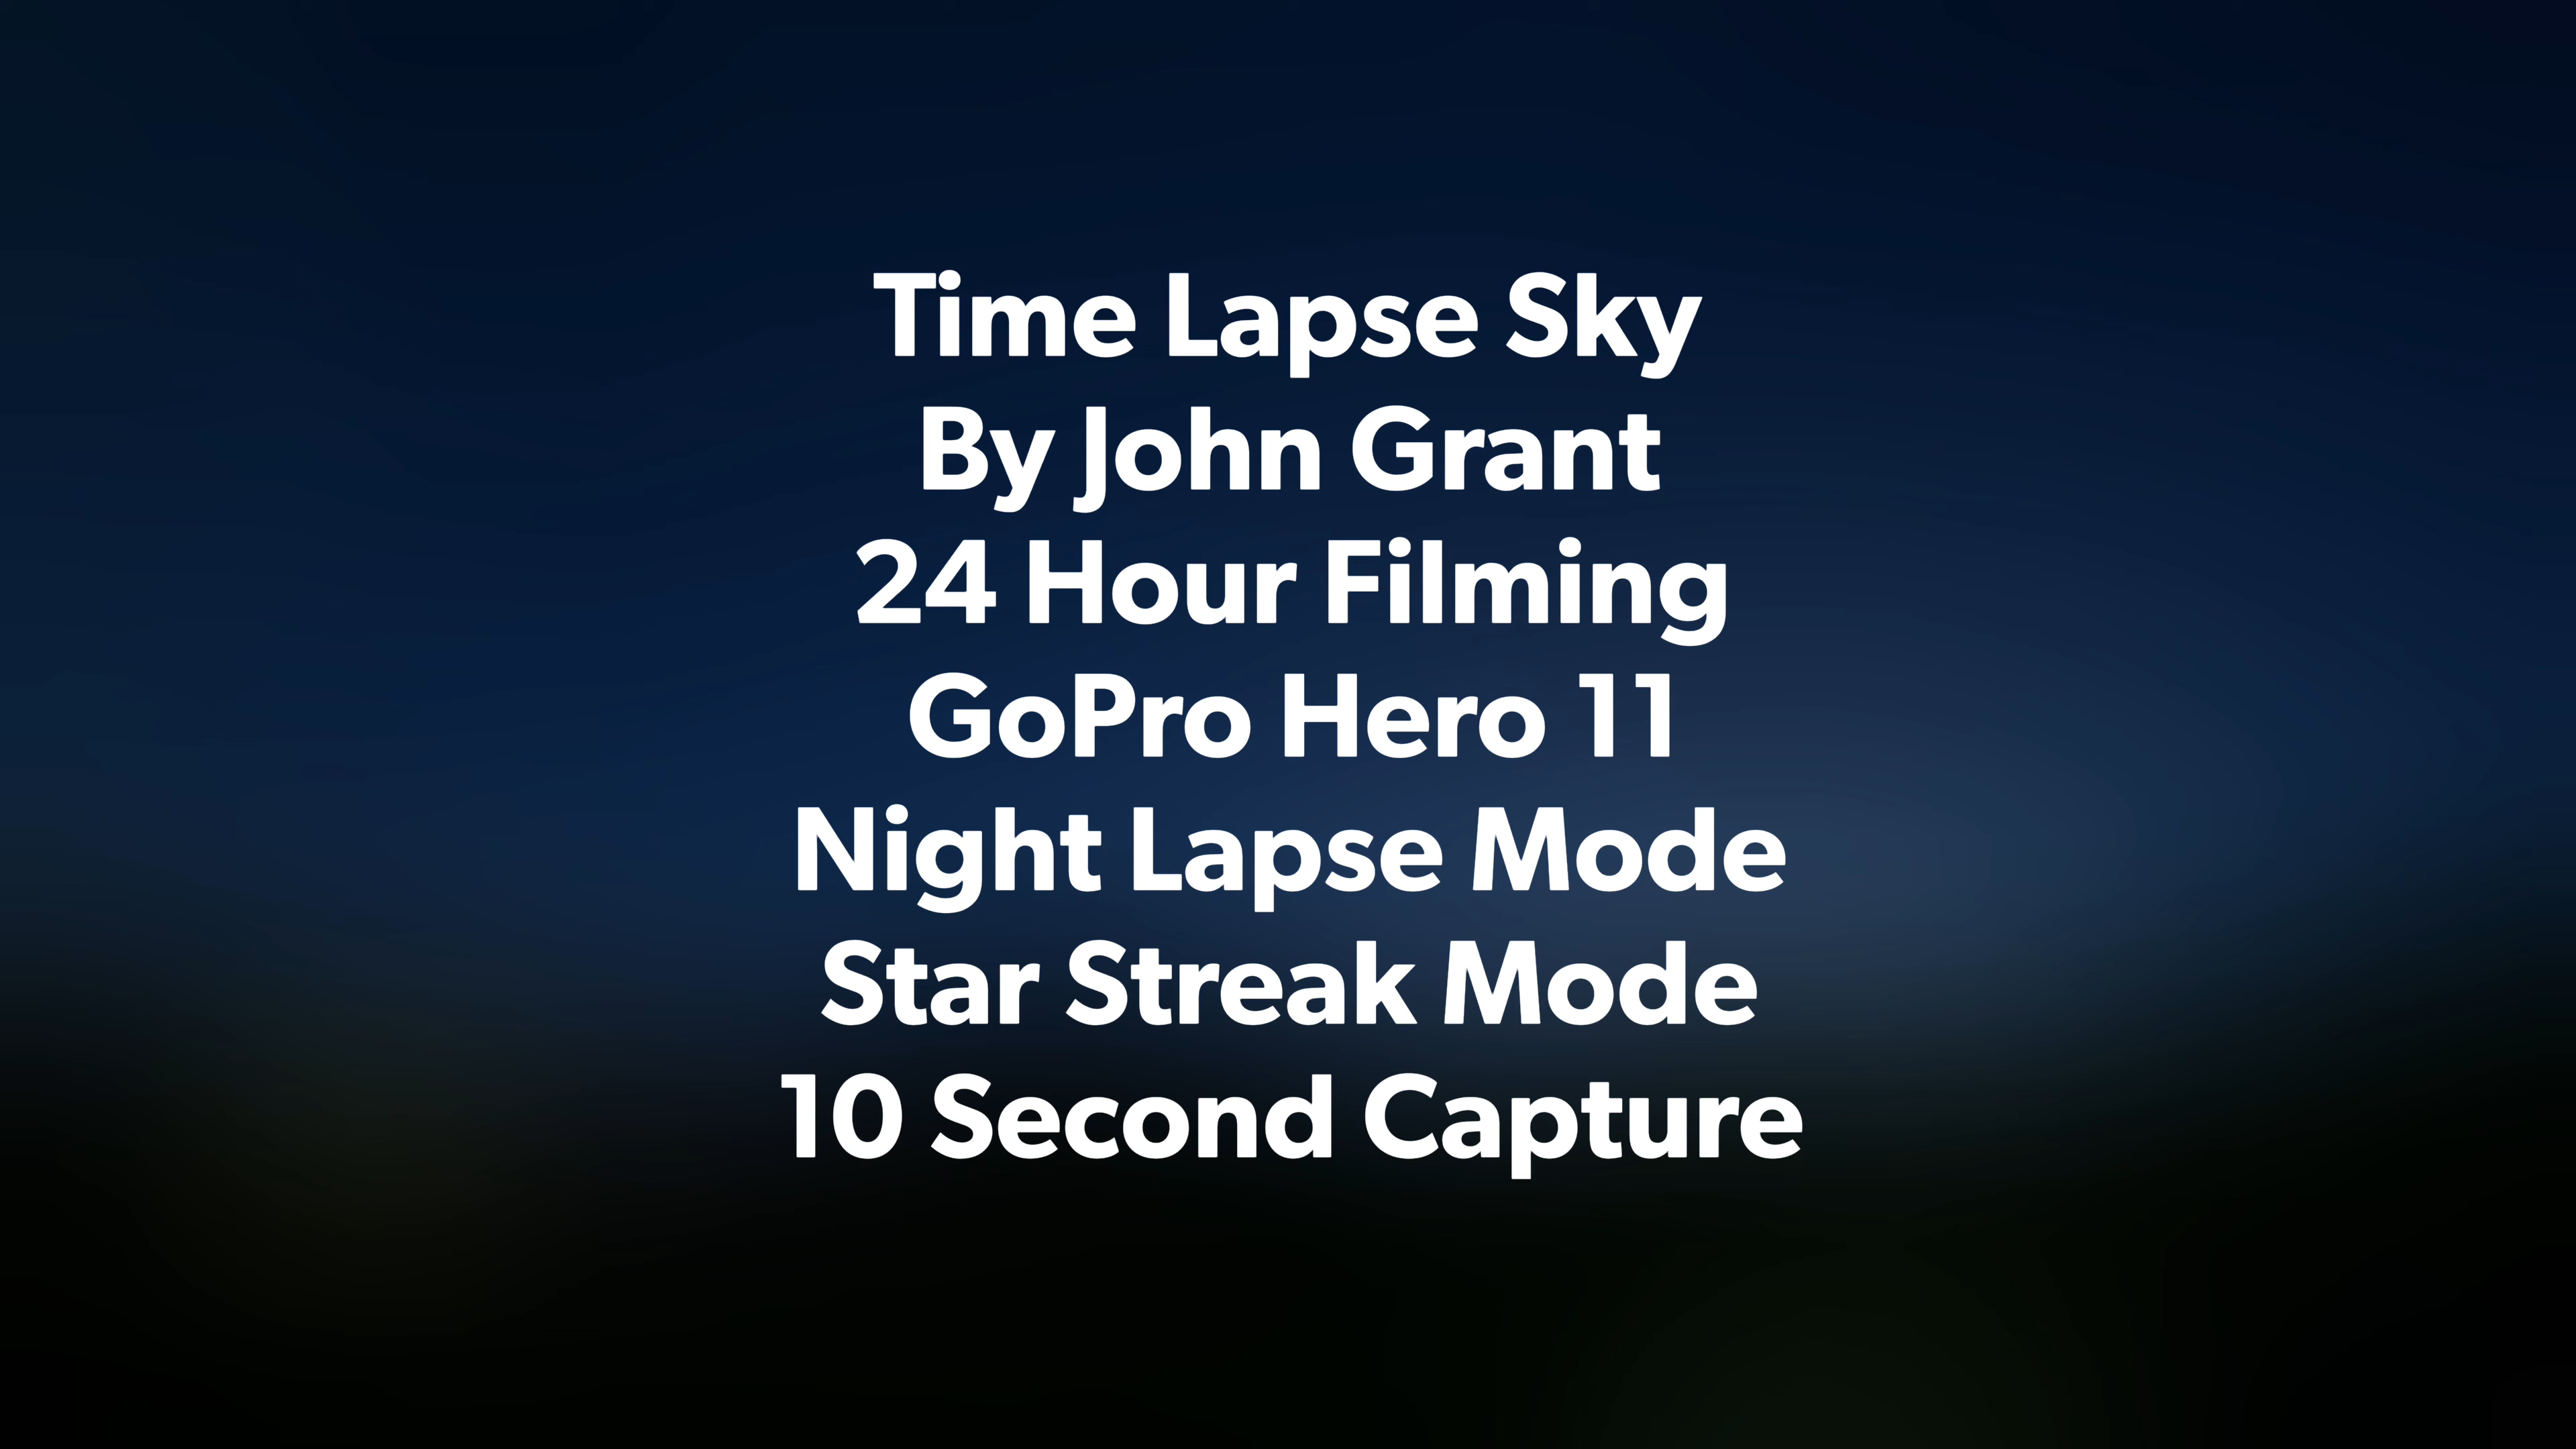 Time Lapse Sky
By John Grant
24 Hour Filming
GoPro Hero 11
Night Lapse Mode
Star Streak Mode
10 Second Capture